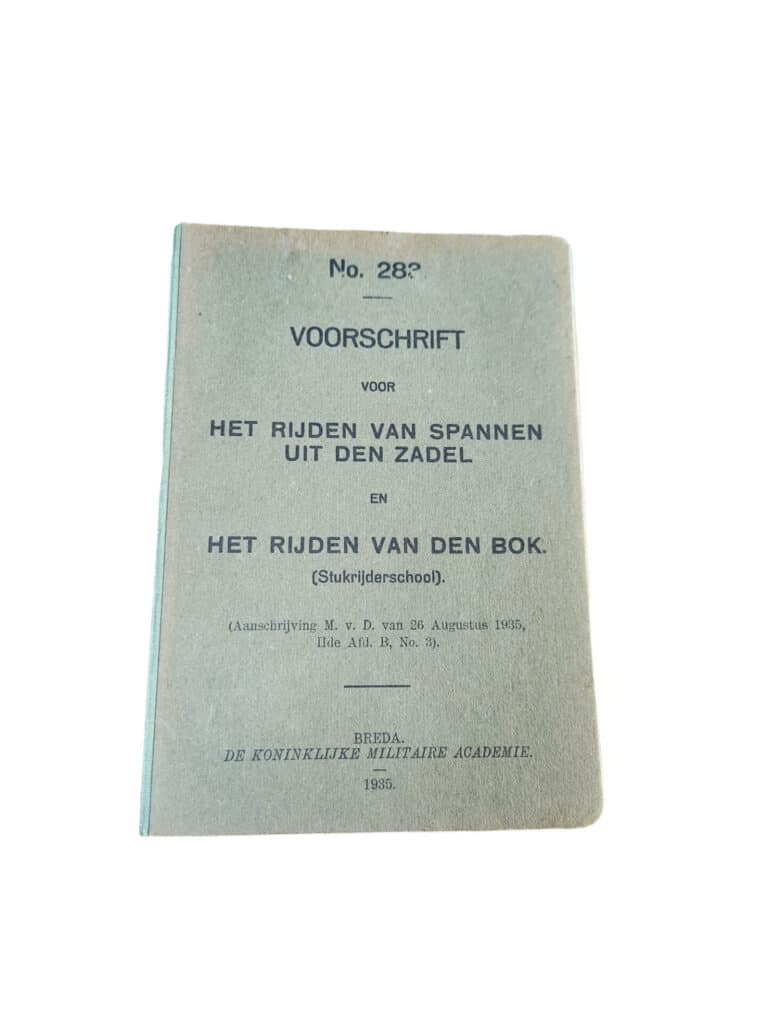 No.
VOORSCHRIFT
VOOR
HET RIJDEN VAN SPANNEN
UIT DEN ZADEL
EN
HET RIJDEN VAN DEN BOK.
(Stukrijderschool).
(Aanschrijving M. v. D. van 26 Augustus 1935,
IIde Afd. B, No. 3).
BREDA.
DE KONINKLIJKE MILITAIRE ACADEMIE.
1935.